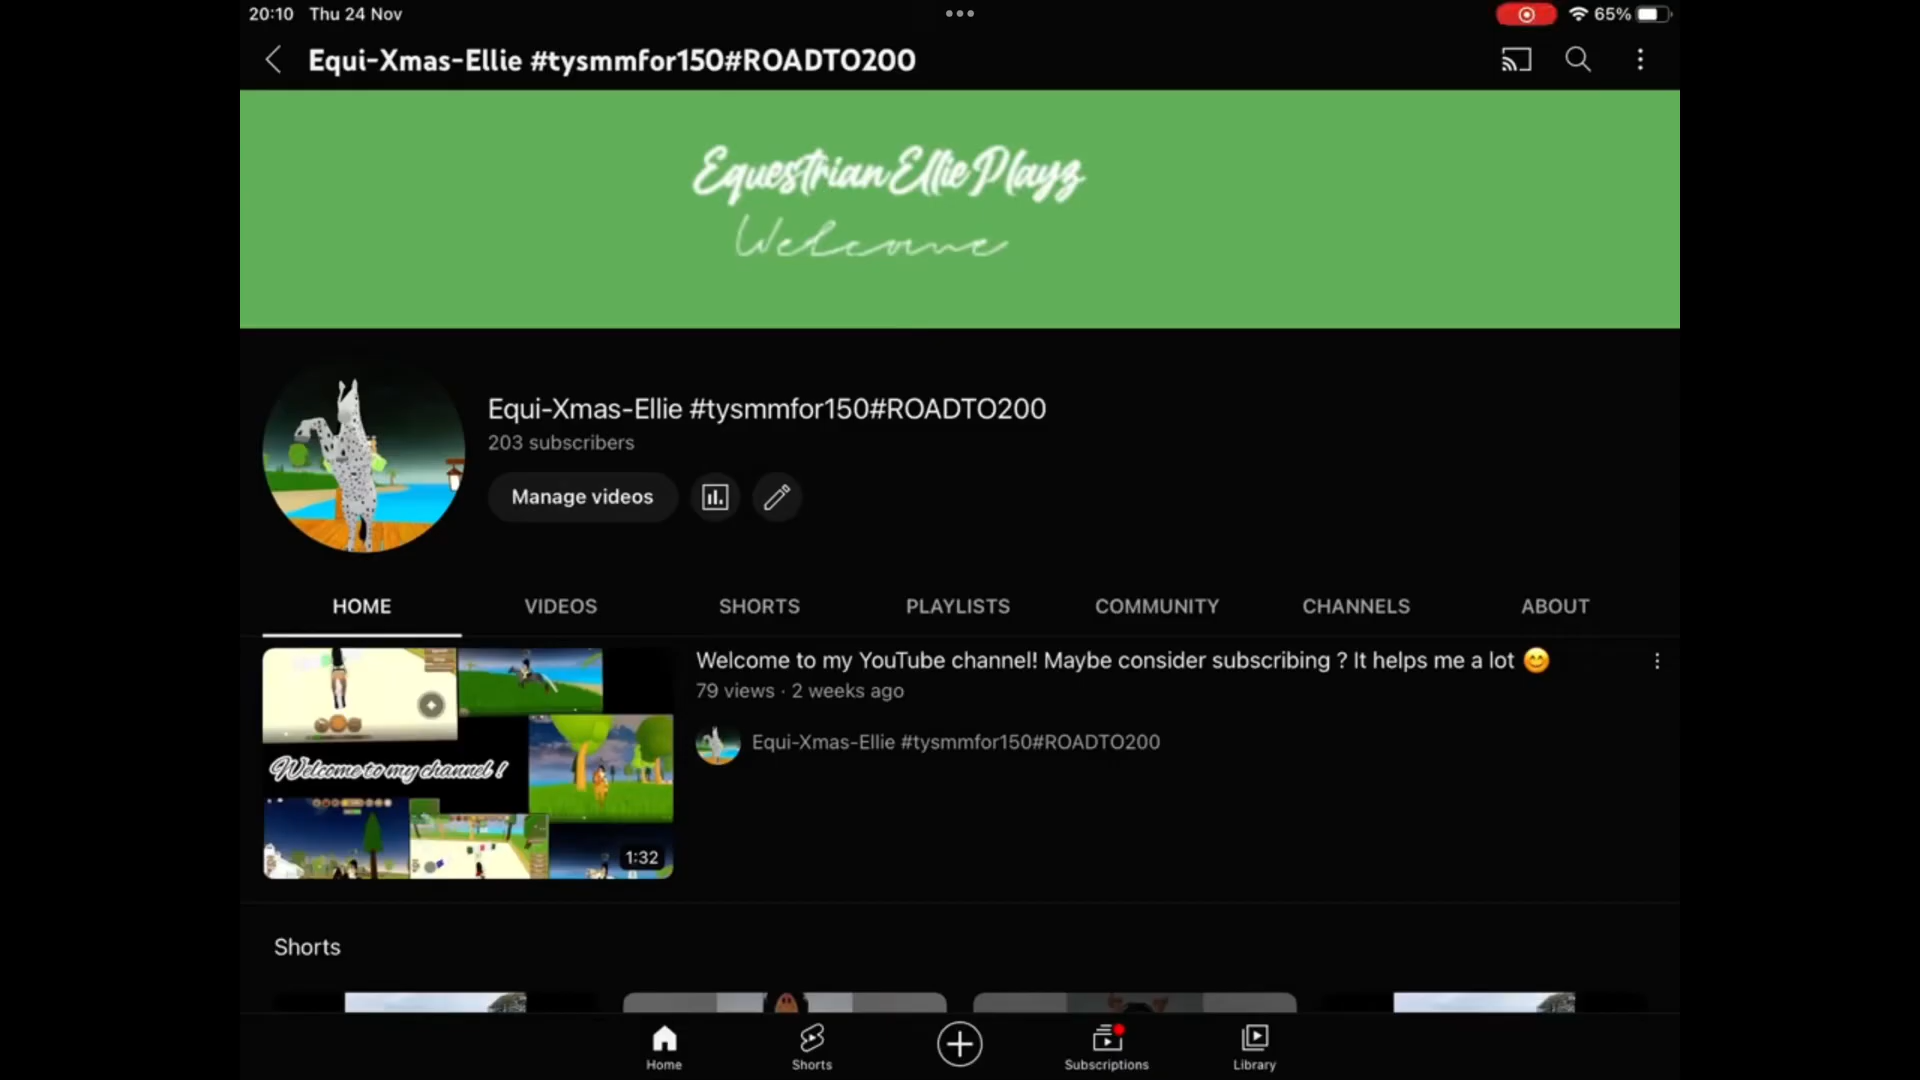 20:10 Thu 24 Nov
65%
Equi-Xmas-Ellie #tysmmfor150#ROADTO200
EquestrianElliePlayz
Welcome
Equi-Xmas-Ellie #tysmmfor150#ROADTO200
203 subscribers
Manage videos
HOME VIDEOS SHORTS PLAYLISTS COMMUNITY CHANNELS ABOUT
Welcome to my YouTube channel! Maybe consider subscribing ? It helps me a lot 😊
79 views · 2 weeks ago
Equi-Xmas-Ellie #tysmmfor150#ROADTO200
Welcome to my channel !
1:32
Shorts
Home Shorts Subscriptions Library